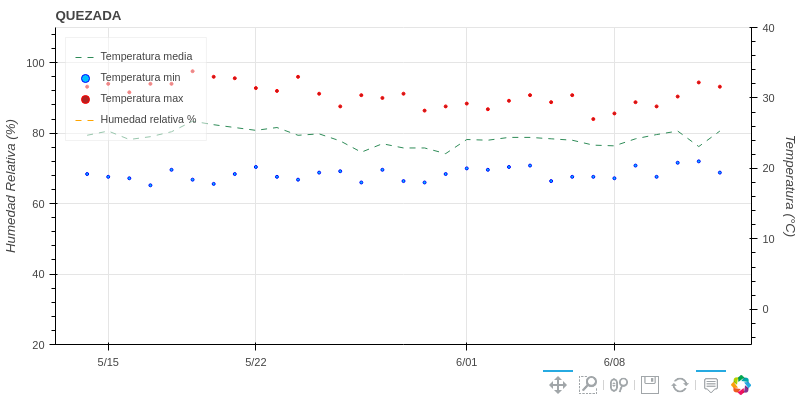 QUEZADA
Temperatura media
Temperatura min
Temperatura max
Humedad relativa %
Humedad Relativa (%)
100
80
60
40
20
40
30
20
10
0
Temperatura (°C)
5/15
5/22
6/01
6/08